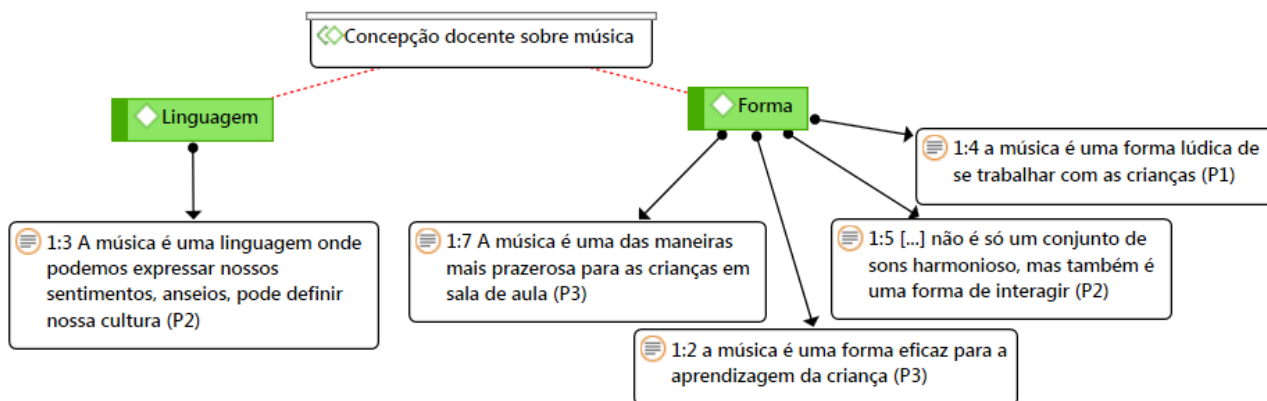 Concepção docente sobre música
Linguagem
Forma
1:4 a música é uma forma lúdica de
se trabalhar com as crianças (P1)
1:3 A música é uma linguagem onde
podemos expressar nossos
sentimentos, anseios, pode definir
nossa cultura (P2)
1:7 A música é uma das maneiras
mais prazerosa para as crianças em
sala de aula (P3)
1:5 [...] não é só um conjunto de
sons harmonioso, mas também é
uma forma de interagir (P2)
1:2 a música é uma forma eficaz para a
aprendizagem da criança (P3)